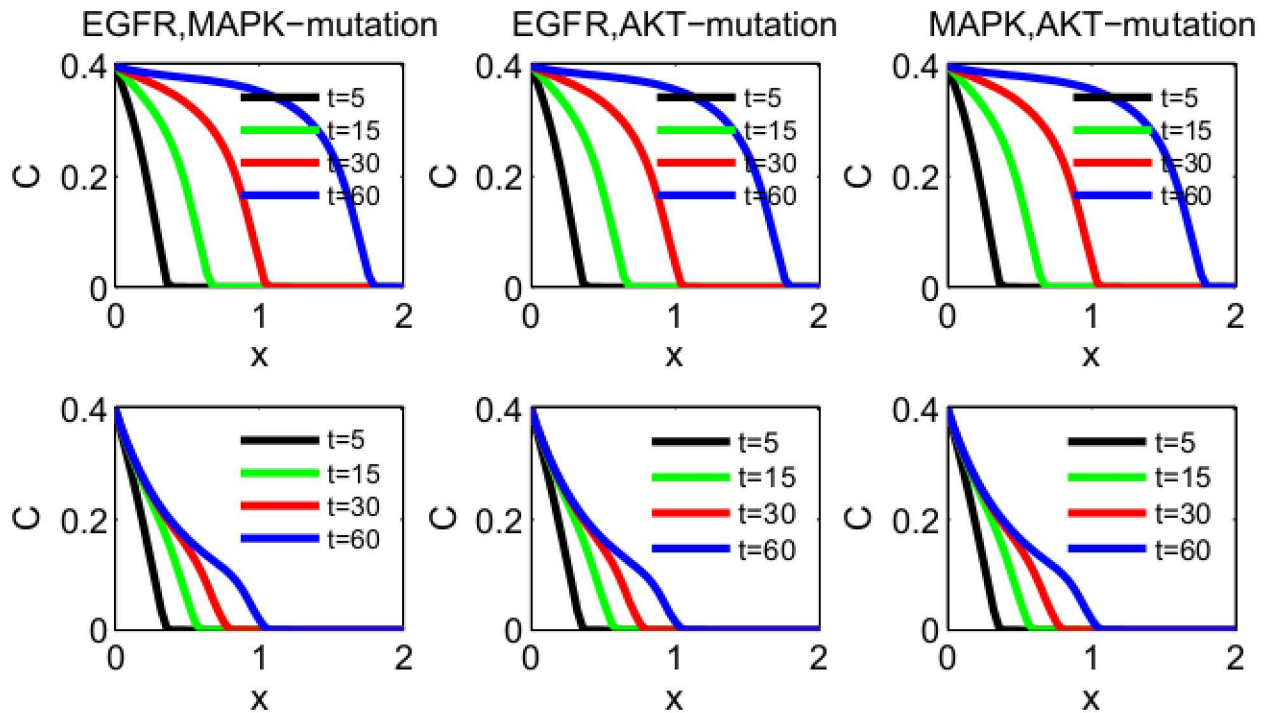 EGFR,MAPK−mutation
0.4
0.2
0
C
0
1
2
x
t=5
t=15
t=30
t=60
EGFR,AKT−mutation
0.4
0.2
0
C
0
1
2
x
t=5
t=15
t=30
t=60
MAPK,AKT−mutation
0.4
0.2
0
C
0
1
2
x
t=5
t=15
t=30
t=60
0.4
0.2
0
C
0
1
2
x
t=5
t=15
t=30
t=60
0.4
0.2
0
C
0
1
2
x
t=5
t=15
t=30
t=60
0.4
0.2
0
C
0
1
2
x
t=5
t=15
t=30
t=60